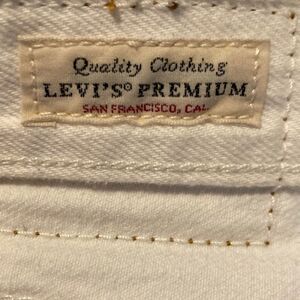 Quality Clothing
LEVI'S® PREMIUM
SAN FRANCISCO, CAL.